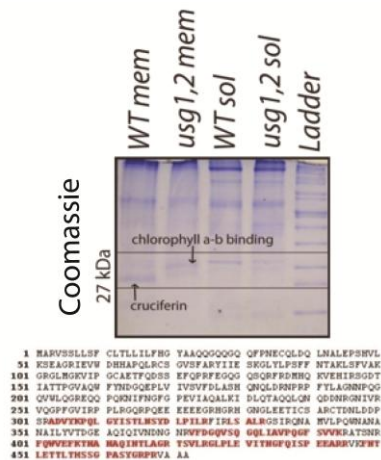 WT mem
usg1,2 mem
WT sol
usg1,2 sol
Ladder
Coomassie
27 kDa
chlorophyll a-b binding
cruciferin
1 MARVSSLLSF CLTLLILFHG YAAQQGQQGQ QFPNECQLDQ LNALEPSHVL
51 KSEAGRIEVW DHHAPQLRCS GVSFARYIIE SKGLYLPSFF NTAKLSFVAK
101 GRGLMGKVIP GCAETFQDSS EFQPRFEGQG QSQRFRDMHQ KVEHIRSGDT
151 IATTPGVAQW FYNDGQEPLV IVSVFDLASH QNQLDRNPRP FYLAGNNPQG
201 QVWLQGREQQ PQKNIFNGFG PEVIAQALKI DLQTAQQLQN QDDNRGNIVR
251 VQGPFGVIRP PLRGQRPQEE EEEEGRHGRH GNGLEETICS ARCTDNLDDP
301 SRADVYKPQL GYISTLNSYD LPILRFIRLS ALRGSIRQNA MVLPQWNANA
351 NAILYVTDGE AQIQIVNDNG NRVFDGQVSQ GQLIAVPQGF SVVKRATSNR
401 FQWVEFKTNA NAQINTLAGR TSVLRGLPLE VITNGFQISP EEARRVKFNT
451 LETTLTHSSG PASYGRPRVA AA